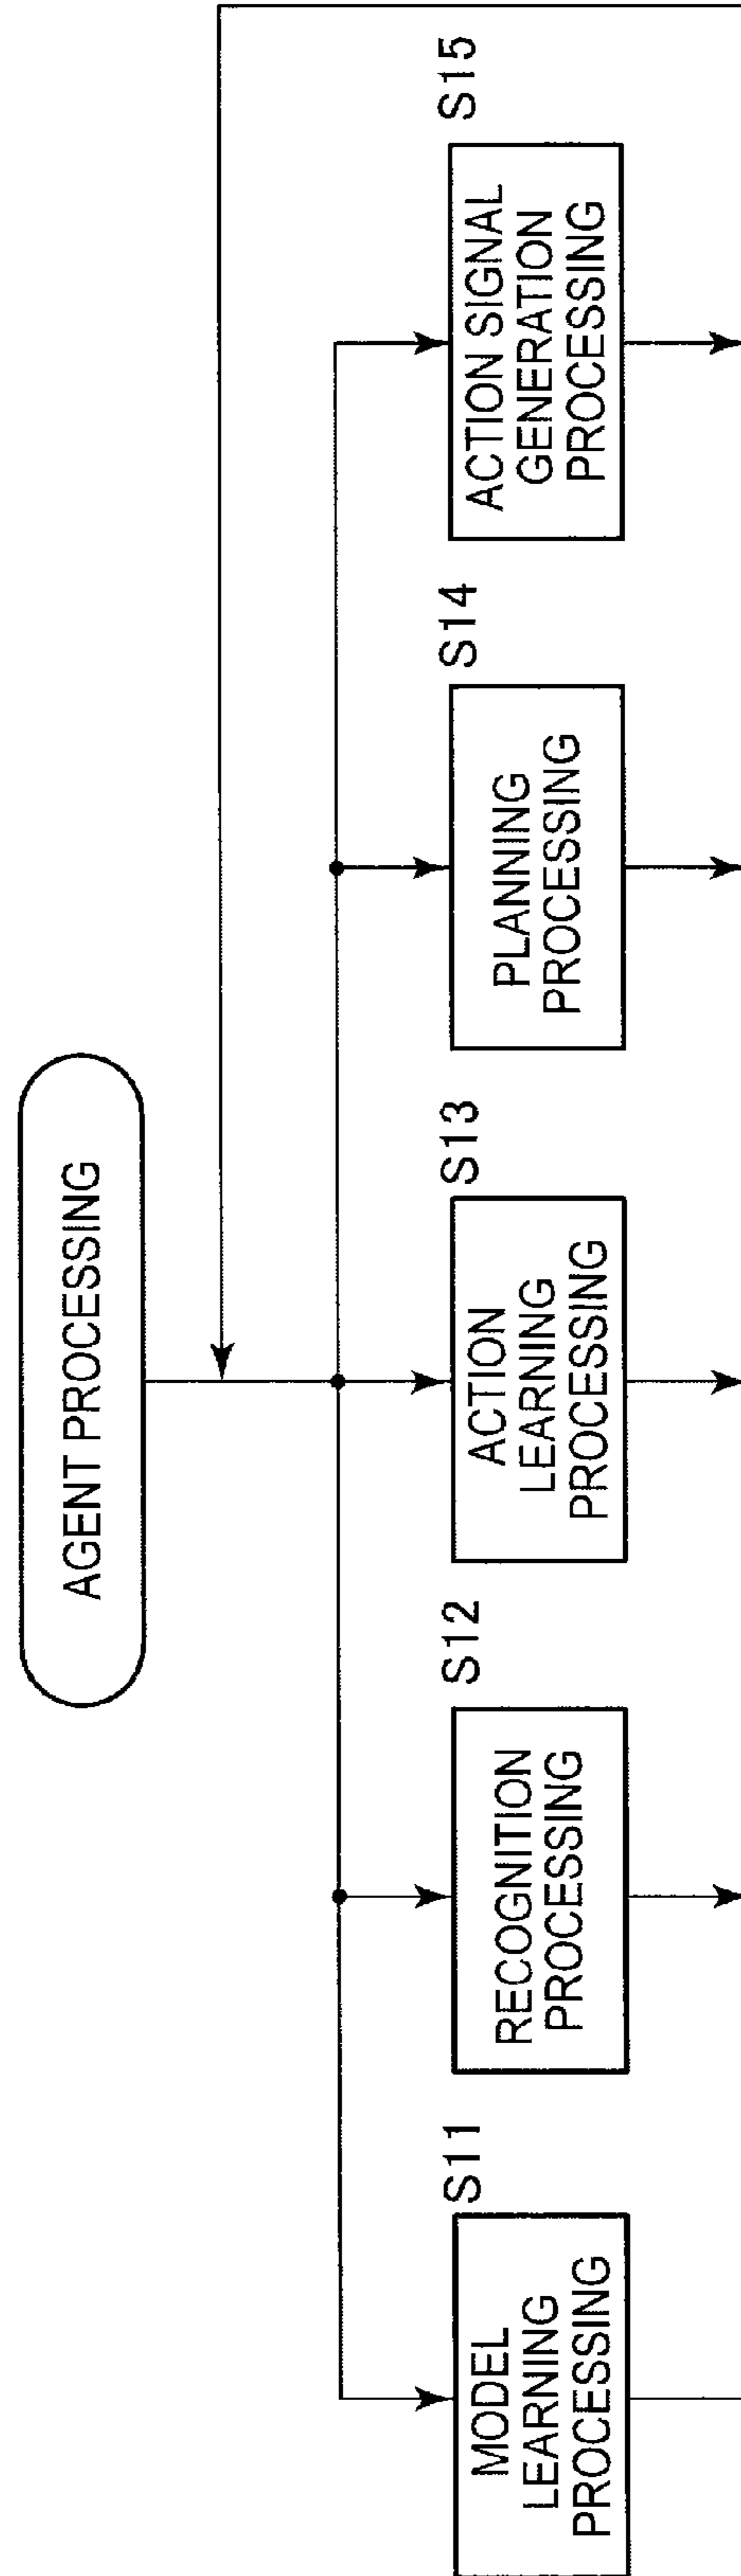 AGENT PROCESSING
S11
MODEL
LEARNING
PROCESSING
S12
RECOGNITION
PROCESSING
S13
ACTION
LEARNING
PROCESSING
S14
PLANNING
PROCESSING
S15
ACTION SIGNAL
GENERATION
PROCESSING